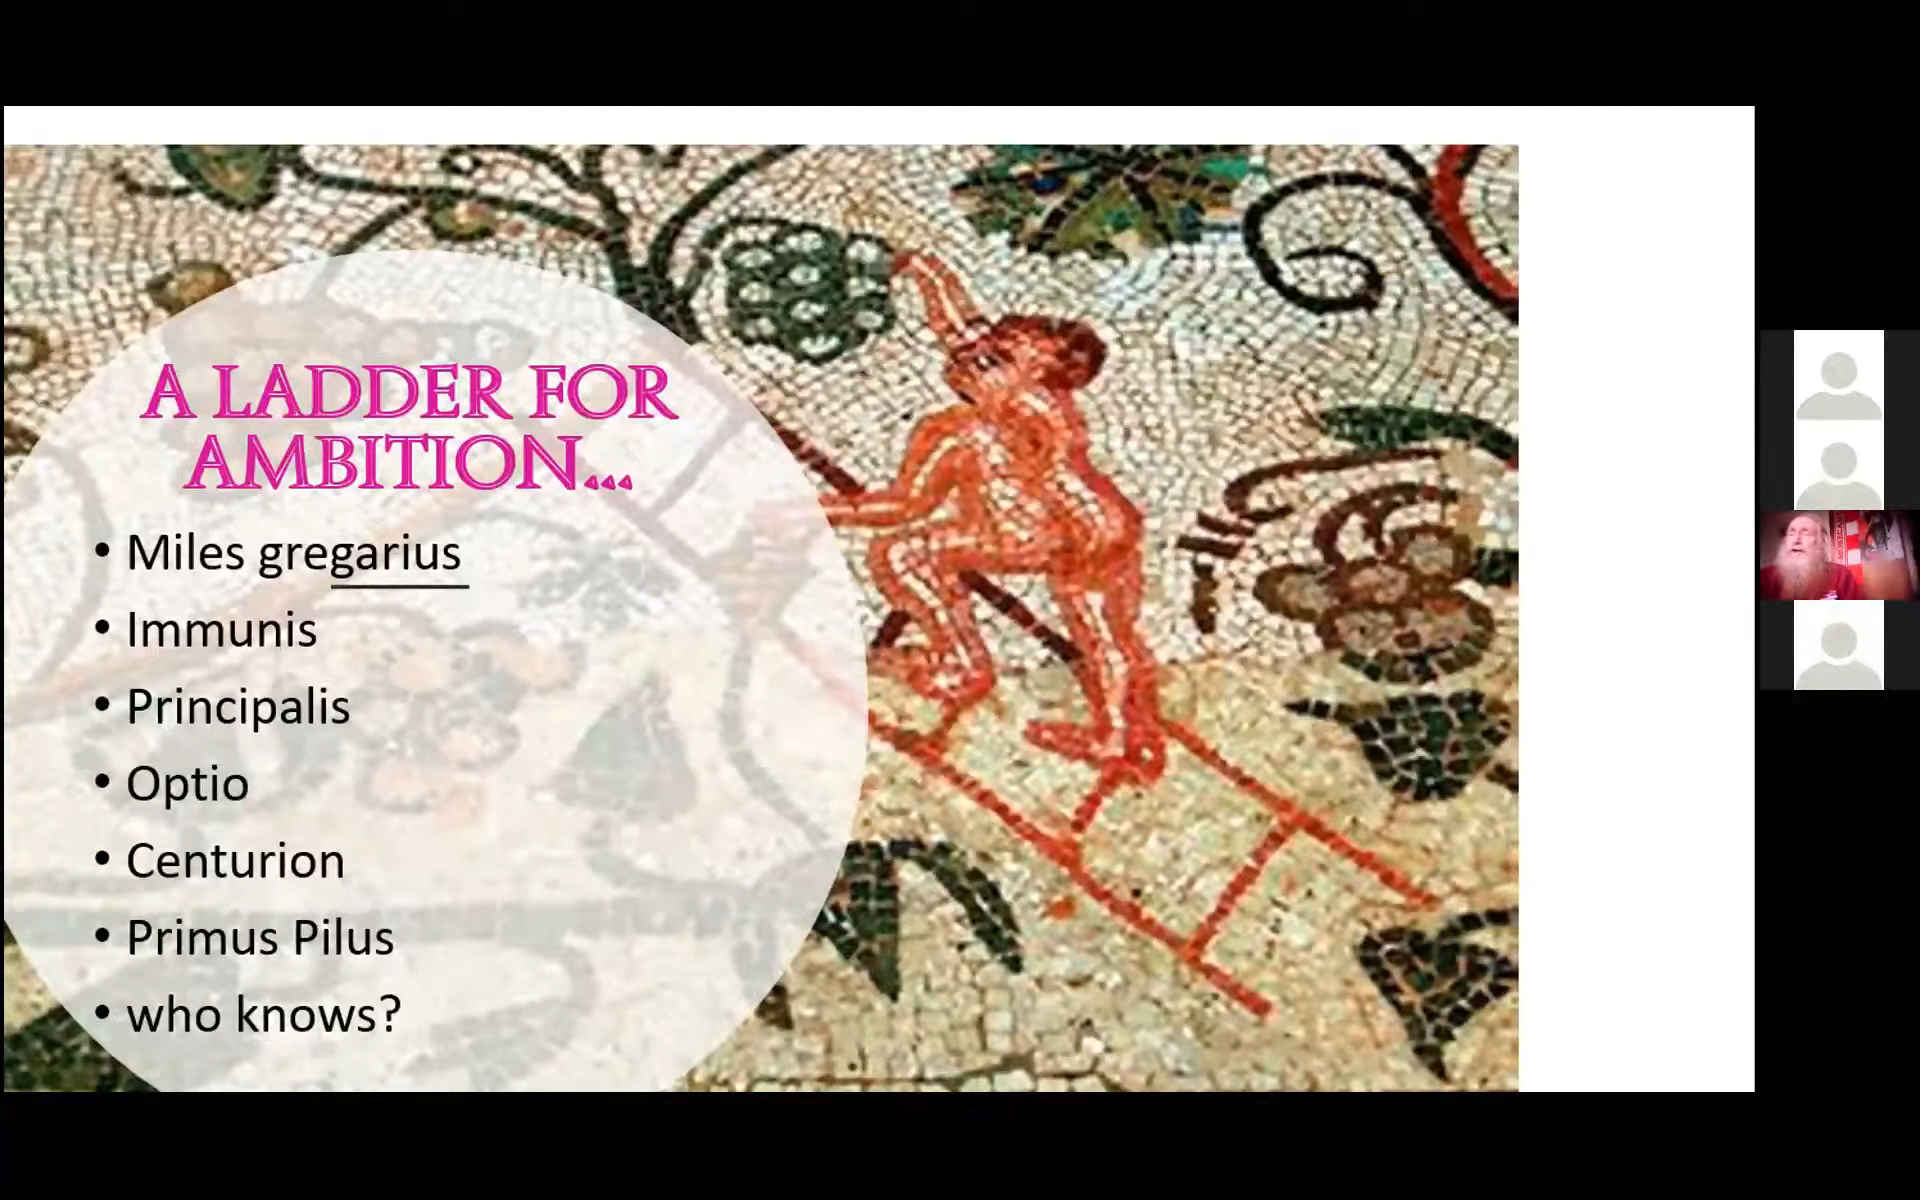 A LADDER FOR
AMBITION...
• Miles gregarius
• Immunis
• Principalis
• Optio
• Centurion
• Primus Pilus
• who knows?